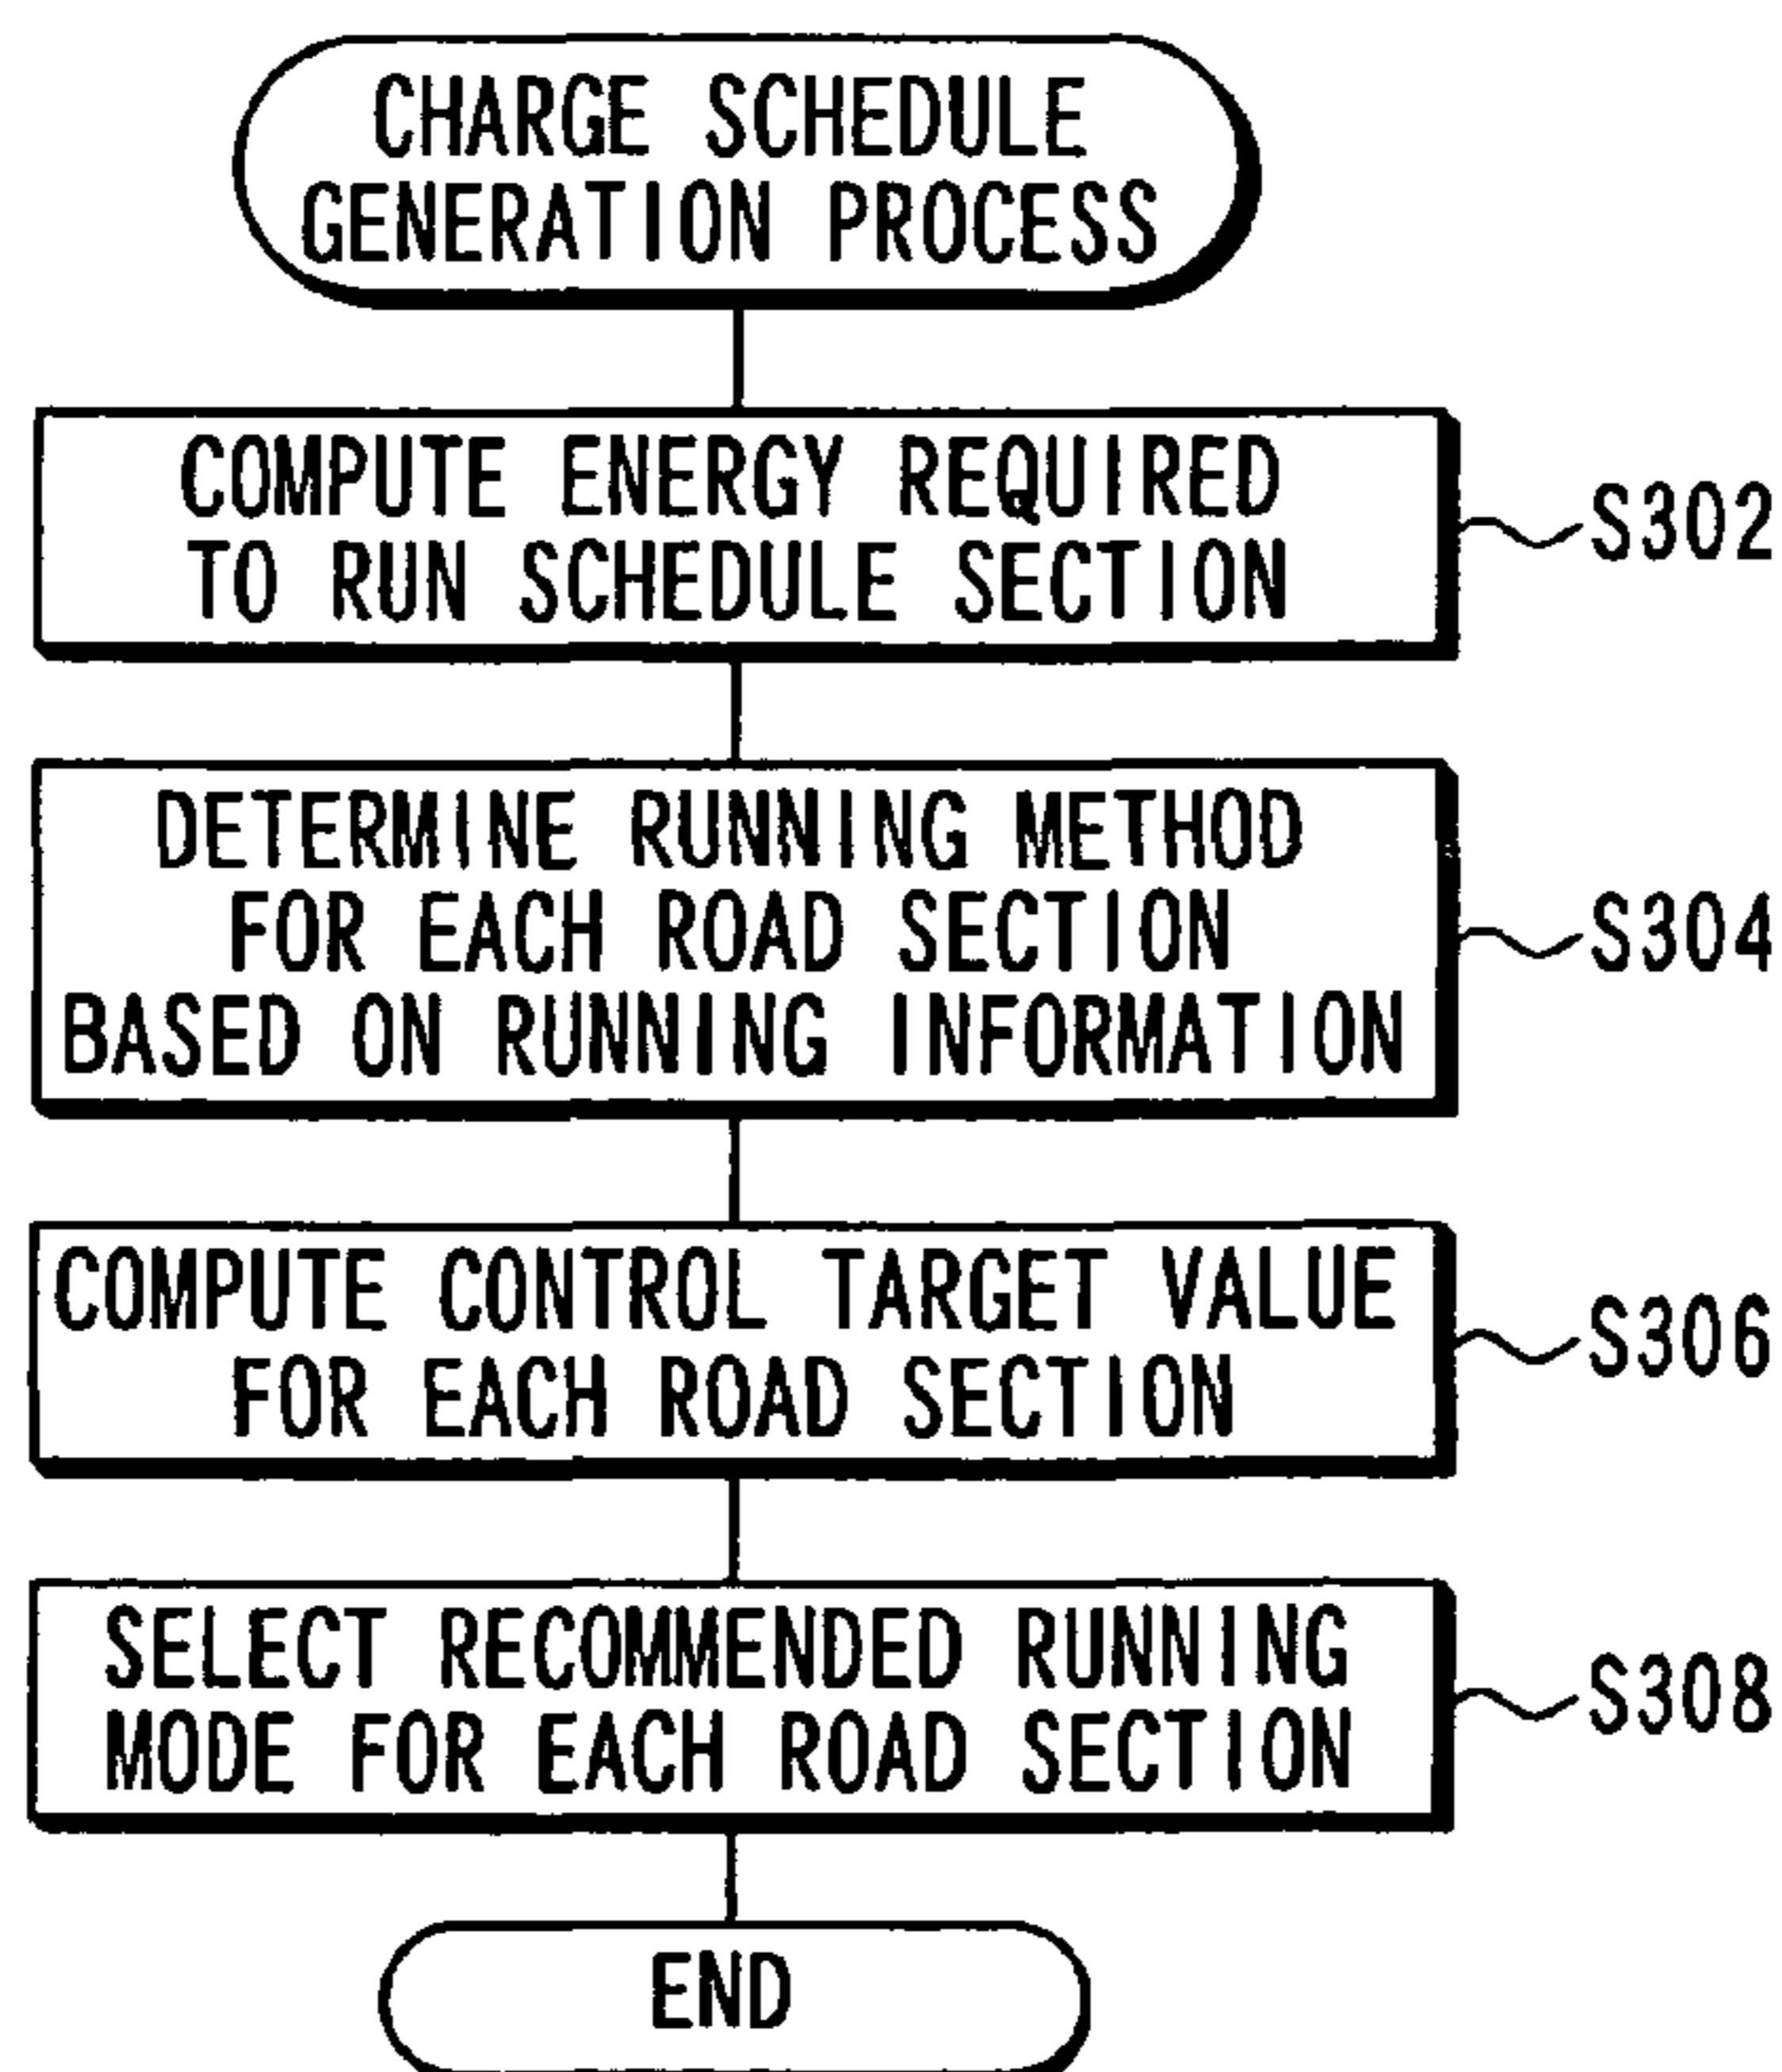 CHARGE SCHEDULE
GENERATION PROCESS
COMPUTE ENERGY REQUIRED
TO RUN SCHEDULE SECTION
S302
DETERMINE RUNNING METHOD
FOR EACH ROAD SECTION
BASED ON RUNNING INFORMATION
S304
COMPUTE CONTROL TARGET VALUE
FOR EACH ROAD SECTION
S306
SELECT RECOMMENDED RUNNING
MODE FOR EACH ROAD SECTION
S308
END